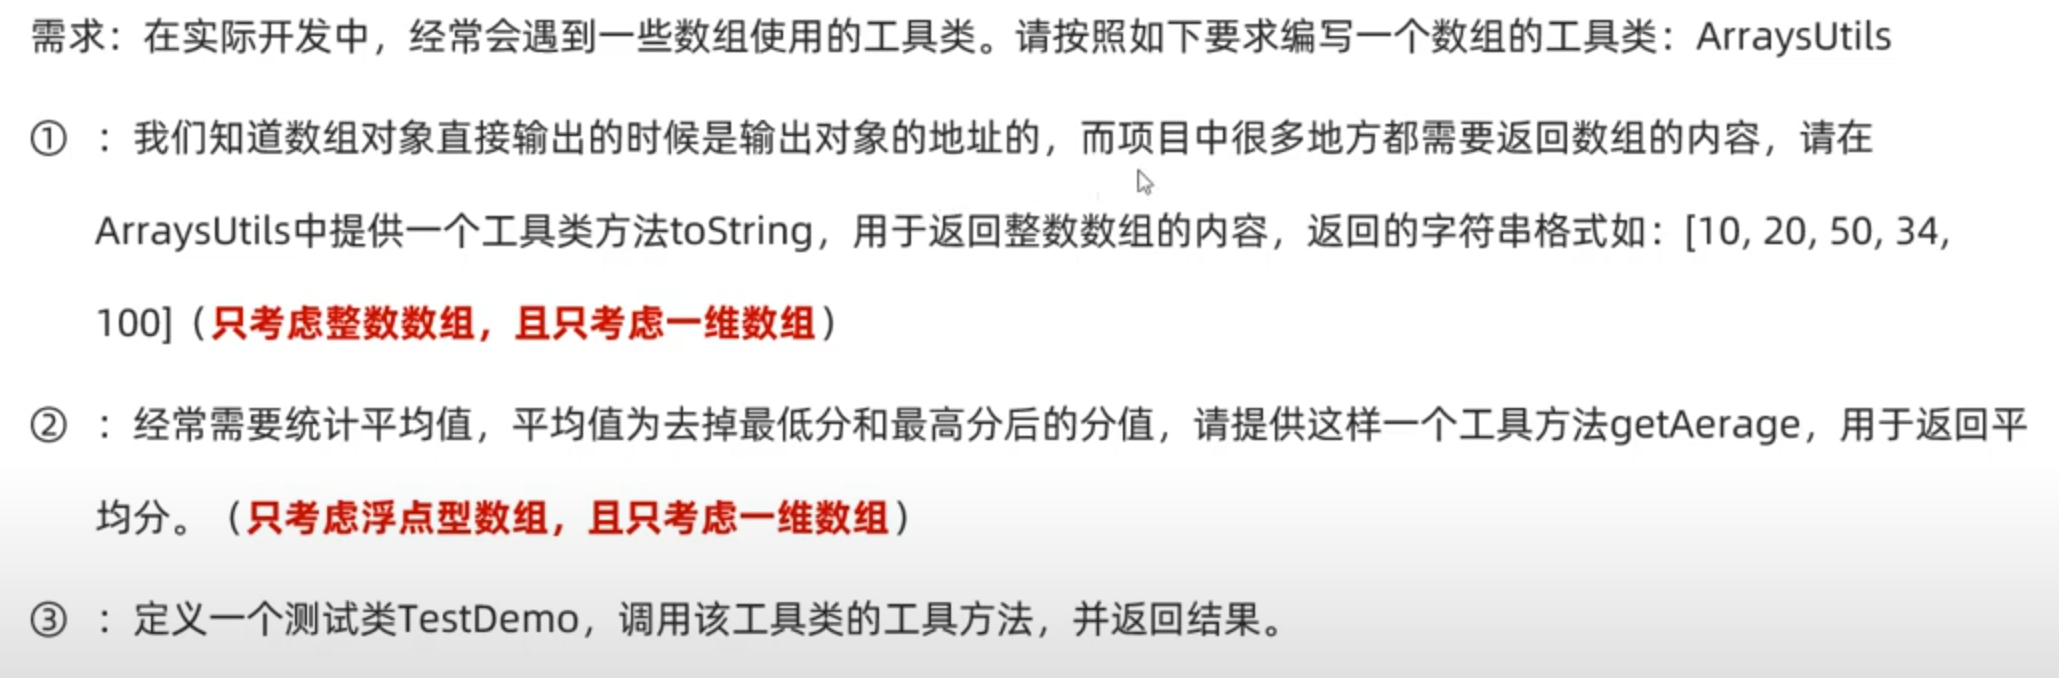 需求：在实际开发中，经常会遇到一些数组使用的工具类。请按照如下要求编写一个数组的工具类：ArraysUtils
① ：我们知道数组对象直接输出的时候是输出对象的地址的，而项目中很多地方都需要返回数组的内容，请在
ArraysUtils中提供一个工具类方法toString，用于返回整数数组的内容，返回的字符串格式如：[10, 20, 50, 34,
100]（只考虑整数数组，且只考虑一维数组）
② ：经常需要统计平均值，平均值为去掉最低分和最高分后的分值，请提供这样一个工具方法getAerage，用于返回平
均分。（只考虑浮点型数组，且只考虑一维数组）
③ ：定义一个测试类TestDemo，调用该工具类的工具方法，并返回结果。